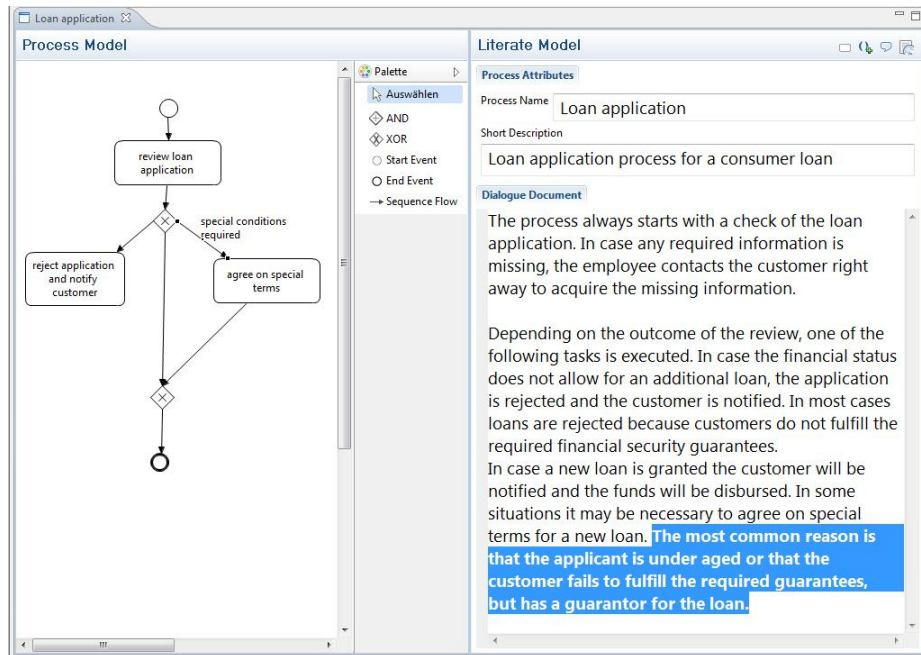 Loan application
Process Model
review loan
application
special conditions
required
reject application
and notify
customer
agree on special
terms
Palette
Auswählen
AND
XOR
Start Event
End Event
Sequence Flow
Literate Model
Process Attributes
Process Name
Loan application
Short Description
Loan application process for a consumer loan
Dialogue Document
The process always starts with a check of the loan
application. In case any required information is
missing, the employee contacts the customer right
away to acquire the missing information.
Depending on the outcome of the review, one of the
following tasks is executed. In case the financial status
does not allow for an additional loan, the application
is rejected and the customer is notified. In most cases
loans are rejected because customers do not fulfill the
required financial security guarantees.
In case a new loan is granted the customer will be
notified and the funds will be disbursed. In some
situations it may be necessary to agree on special
terms for a new loan. The most common reason is
that the applicant is under aged or that the
customer fails to fulfill the required guarantees,
but has a guarantor for the loan.